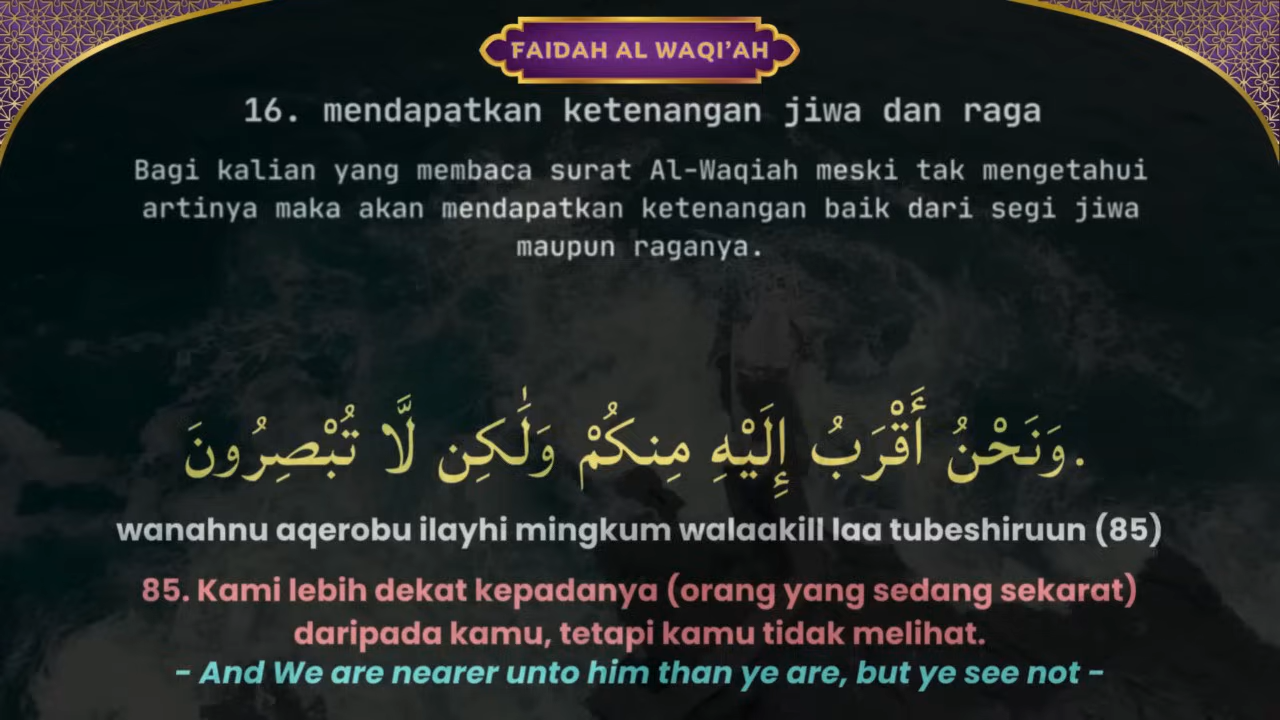 FAIDAH AL WAQI'AH
16. mendapatkan ketenangan jiwa dan raga
Bagi kalian yang membaca surat Al-Waqiah meski tak mengetahui
artinya maka akan mendapatkan ketenangan baik dari segi jiwa
maupun raganya.
وَنَحْنُ أَقْرَبُ إِلَيْهِ مِنكُمْ وَلَٰكِن لَّا تُبْصِرُونَ.
wanahnu aqerobu ilayhi mingkum walaakill laa tubeshiruun (85)
85. Kami lebih dekat kepadanya (orang yang sedang sekarat)
daripada kamu, tetapi kamu tidak melihat.
- And We are nearer unto him than ye are, but ye see not -